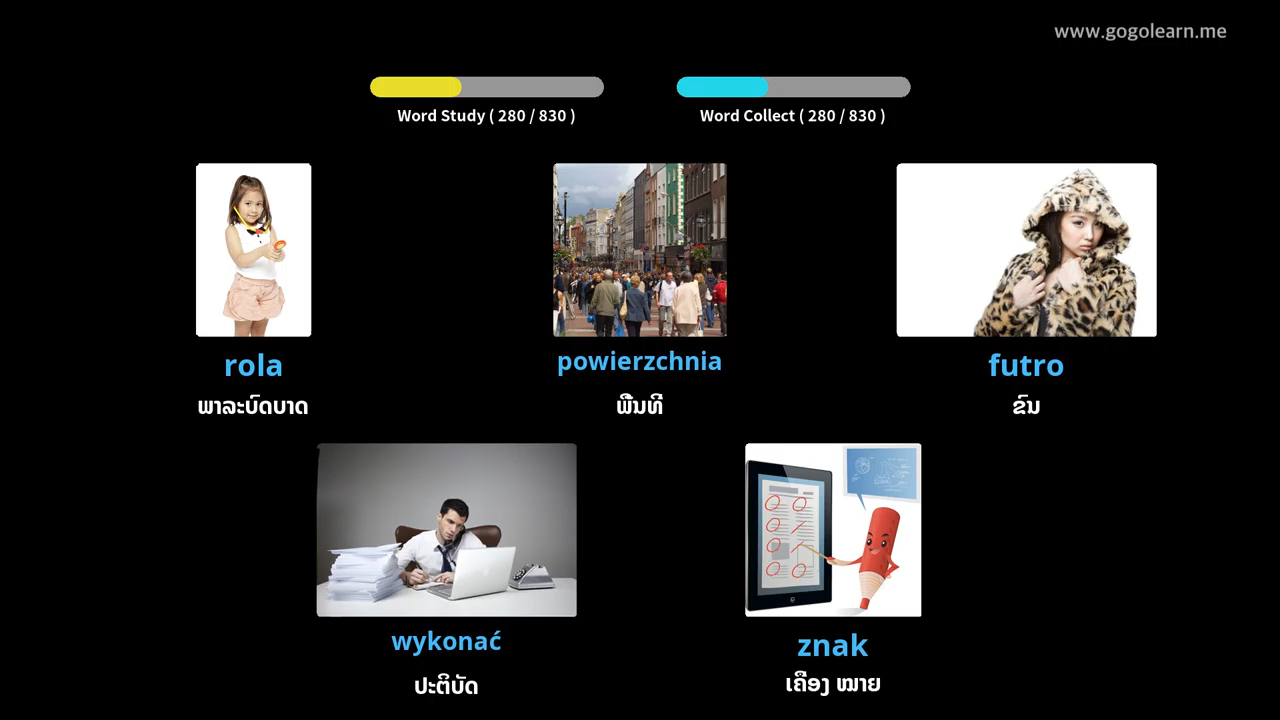 www.gogolearn.me
Word Study ( 280 / 830 )
Word Collect ( 280 / 830 )
rola
ພາລະບົດບາດ
powierzchnia
ພື້ນທີ່
futro
ຂົນ
wykonać
ປະຕິບັດ
znak
ເຄື່ອງ ໝາຍ